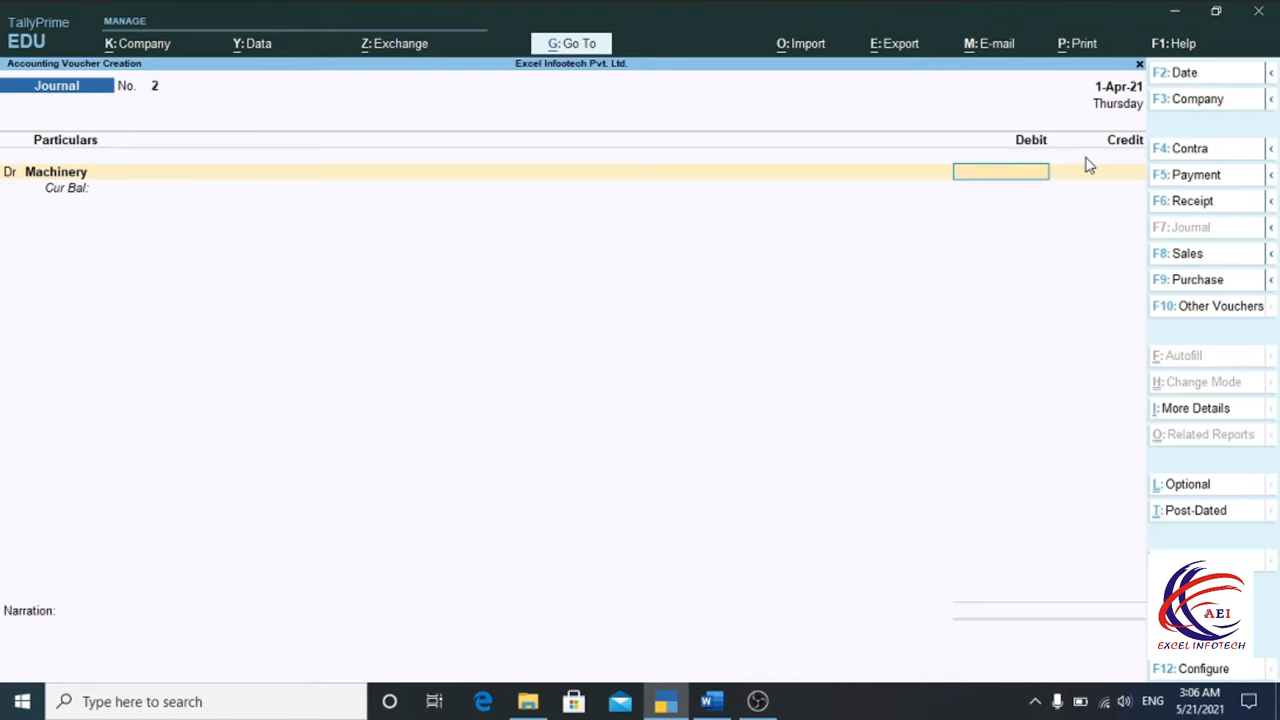 TallyPrime
EDU
MANAGE
K: Company
Y: Data
Z: Exchange
G: Go To
O: Import
E: Export
M: E-mail
P: Print
F1: Help
Accounting Voucher Creation
Excel Infotech Pvt. Ltd.
Journal No. 2
1-Apr-21
Thursday
Particulars
Debit
Credit
Dr Machinery
Cur Bal:
Narration:
F2: Date
F3: Company
F4: Contra
F5: Payment
F6: Receipt
F7: Journal
F8: Sales
F9: Purchase
F10: Other Vouchers
F: Autofill
H: Change Mode
I: More Details
O: Related Reports
L: Optional
T: Post-Dated
AEI
EXCEL INFOTECH
F12: Configure
Type here to search
ENG
3:06 AM
5/21/2021